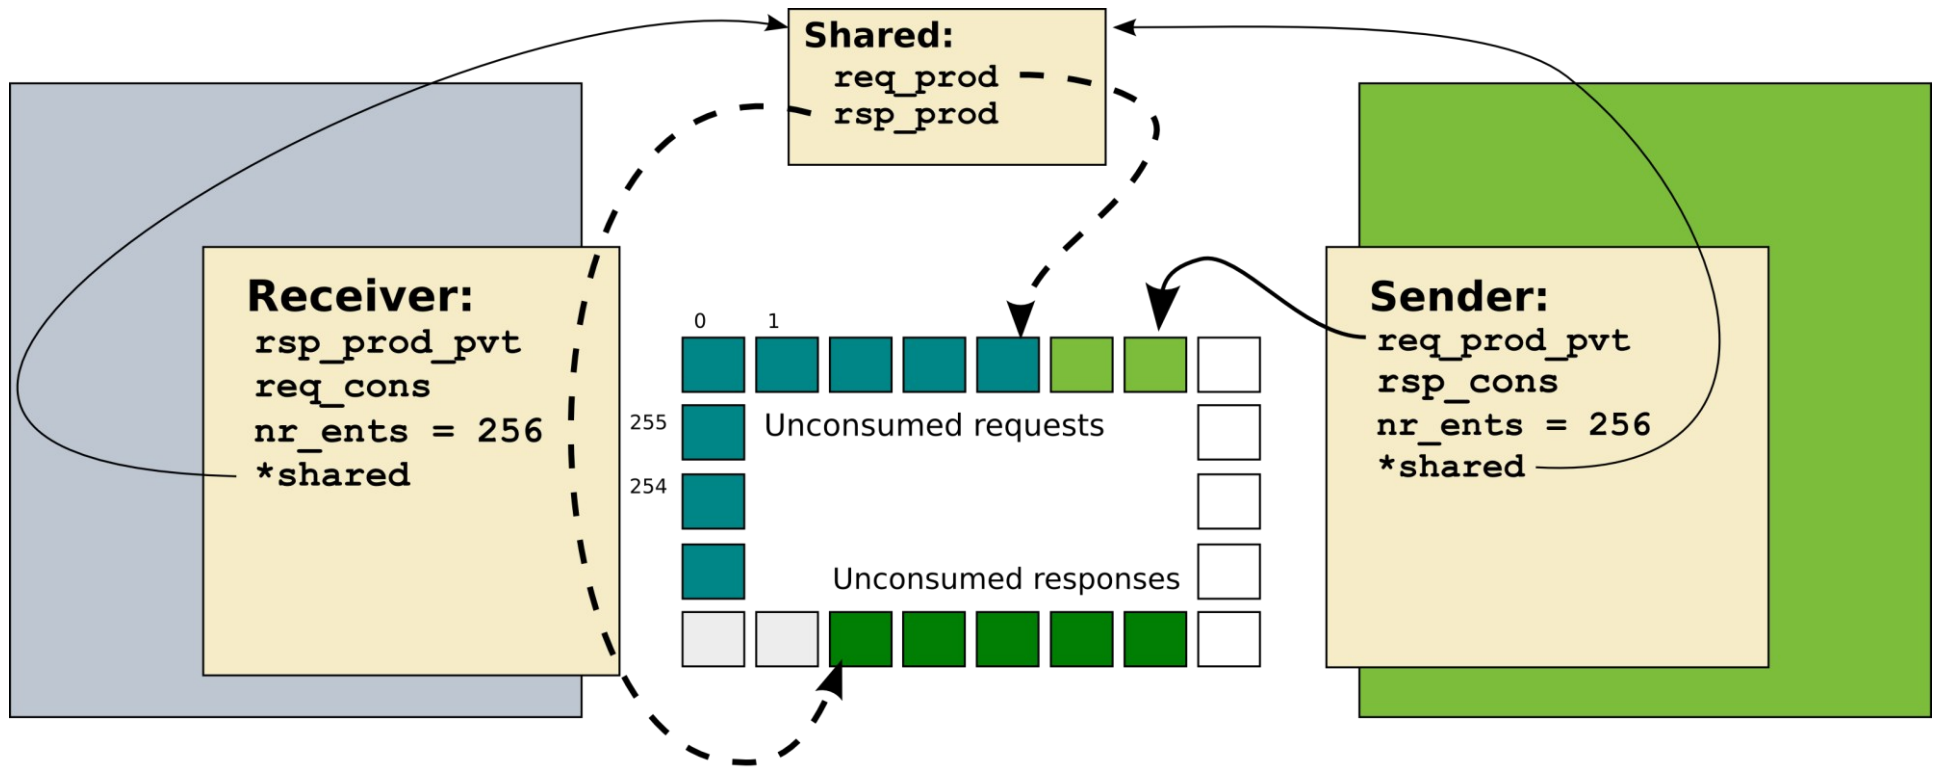 Shared:
req_prod
rsp_prod
Receiver:
rsp_prod_pvt
req_cons
nr_ents = 256
*shared
0 1
255
254
Unconsumed requests
Unconsumed responses
Sender:
req_prod_pvt
rsp_cons
nr_ents = 256
*shared